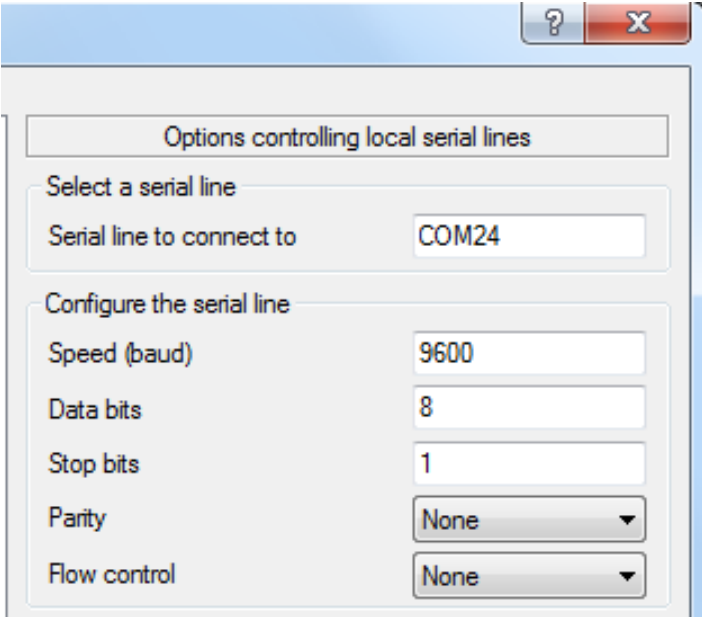 ?
X
Options controlling local serial lines
Select a serial line
Serial line to connect to COM24
Configure the serial line
Speed (baud) 9600
Data bits 8
Stop bits 1
Parity None
Flow control None